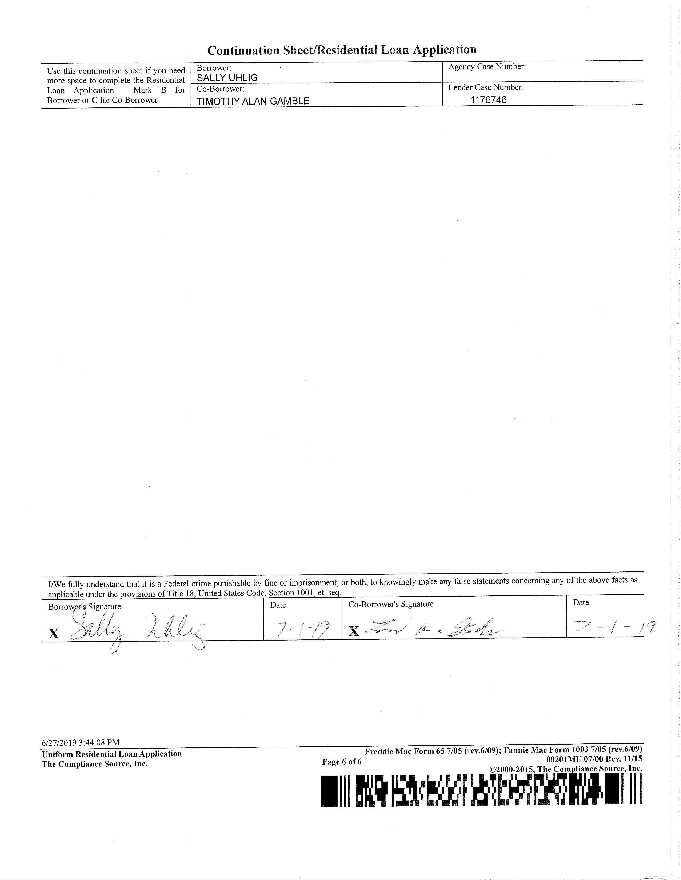 Continuation Sheet/Residential Loan Application
Use this continuation sheet if you need
more space to complete the Residential
Loan Application Mark B for
Borrower or C for Co-Borrower
Borrower:
SALLY UHLIG
Co-Borrower:
TIMOTHY ALAN GAMBLE
Agency Case Number:
Lender Case Number:
1176746
I/We fully understand that it is a Federal crime punishable by fine or imprisonment, or both, to knowingly make any false statements concerning any of the above facts as
applicable under the provisions of Title 18, United States Code, Section 1001, et seq.
Borrower's Signature
X Sally Uhlig
Date
7-1-19
Co-Borrower's Signature
X
Date
7-1-19
6/27/2019 3:44:08 PM
Uniform Residential Loan Application
The Compliance Source, Inc.
Page 6 of 6
Freddie Mac Form 65 7/05 (rev.6/09); Fannie Mae Form 1003 7/05 (rev.6/09)
00201MU 07/00 Rev. 11/15
©2000-2015, The Compliance Source, Inc.